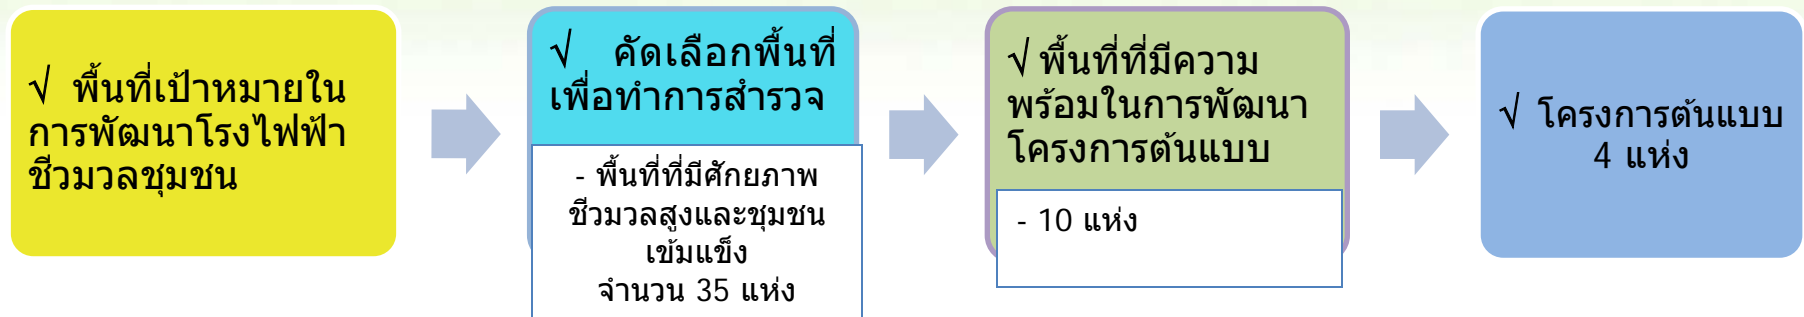 √ พื้นที่เป้าหมายใน
การพัฒนาโรงไฟฟ้า
ชีวมวลชุมชน
√ คัดเลือกพื้นที่
เพื่อทำการสำรวจ
- พื้นที่ที่มีศักยภาพ
ชีวมวลสูงและชุมชน
เข้มแข็ง
จำนวน 35 แห่ง
√ พื้นที่ที่มีความ
พร้อมในการพัฒนา
โครงการต้นแบบ
- 10 แห่ง
√ โครงการต้นแบบ
4 แห่ง